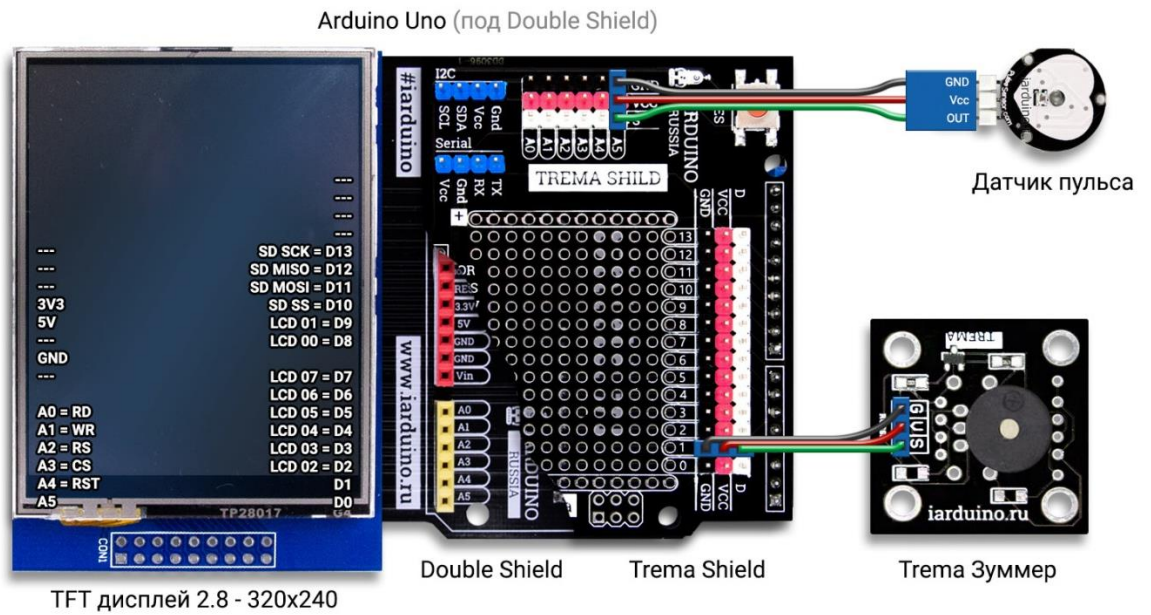 Arduino Uno (под Double Shield)
#iarduino
I2C
SCL
SDA
Vcc
Gnd
Serial
Vcc
Gnd
RX
TX
A0
A1
A2
A3
A4
A5
RUSSIA
TREMA SHILD
GND
VCC
D
GND
Vcc
OUT
Датчик пульса
---
---
---
---
---
SD SCK = D13
---
SD MISO = D12
---
SD MOSI = D11
3V3
SD SS = D10
5V
LCD 01 = D9
---
LCD 00 = D8
GND
---
LCD 07 = D7
LCD 06 = D6
A0 = RD
LCD 05 = D5
A1 = WR
LCD 04 = D4
A2 = RS
LCD 03 = D3
A3 = CS
LCD 02 = D2
A4 = RST
D1
A5
D0
TP28017
CON1
www.iarduino.ru
3.3V
5V
GND
GND
Vin
A0
A1
A2
A3
A4
A5
RUSSIA
13
12
11
10
9
8
7
6
5
4
3
2
1
0
GND
VCC
D
TREMA
G
V
S
iarduino.ru
Double Shield
Trema Shield
Trema Зуммер
TFT дисплей 2.8 - 320x240